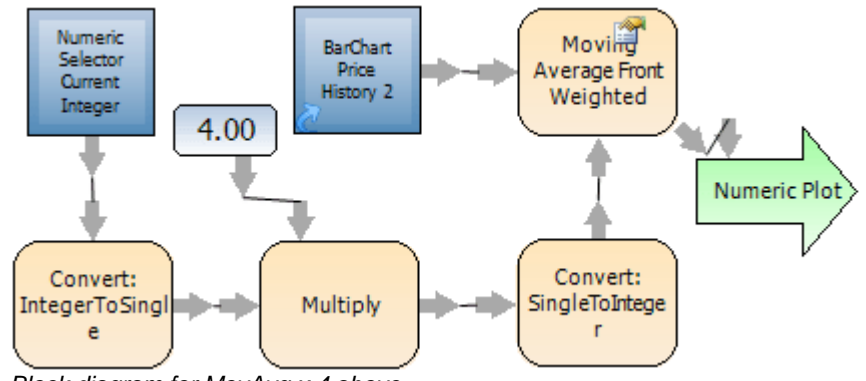 Numeric
Selector
Current
Integer
BarChart
Price
History 2
Moving
Average Front
Weighted
4.00
Numeric Plot
Convert:
IntegerToSingl
e
Multiply
Convert:
SingleToIntege
r
Block diagram for MovAvg x 4 above